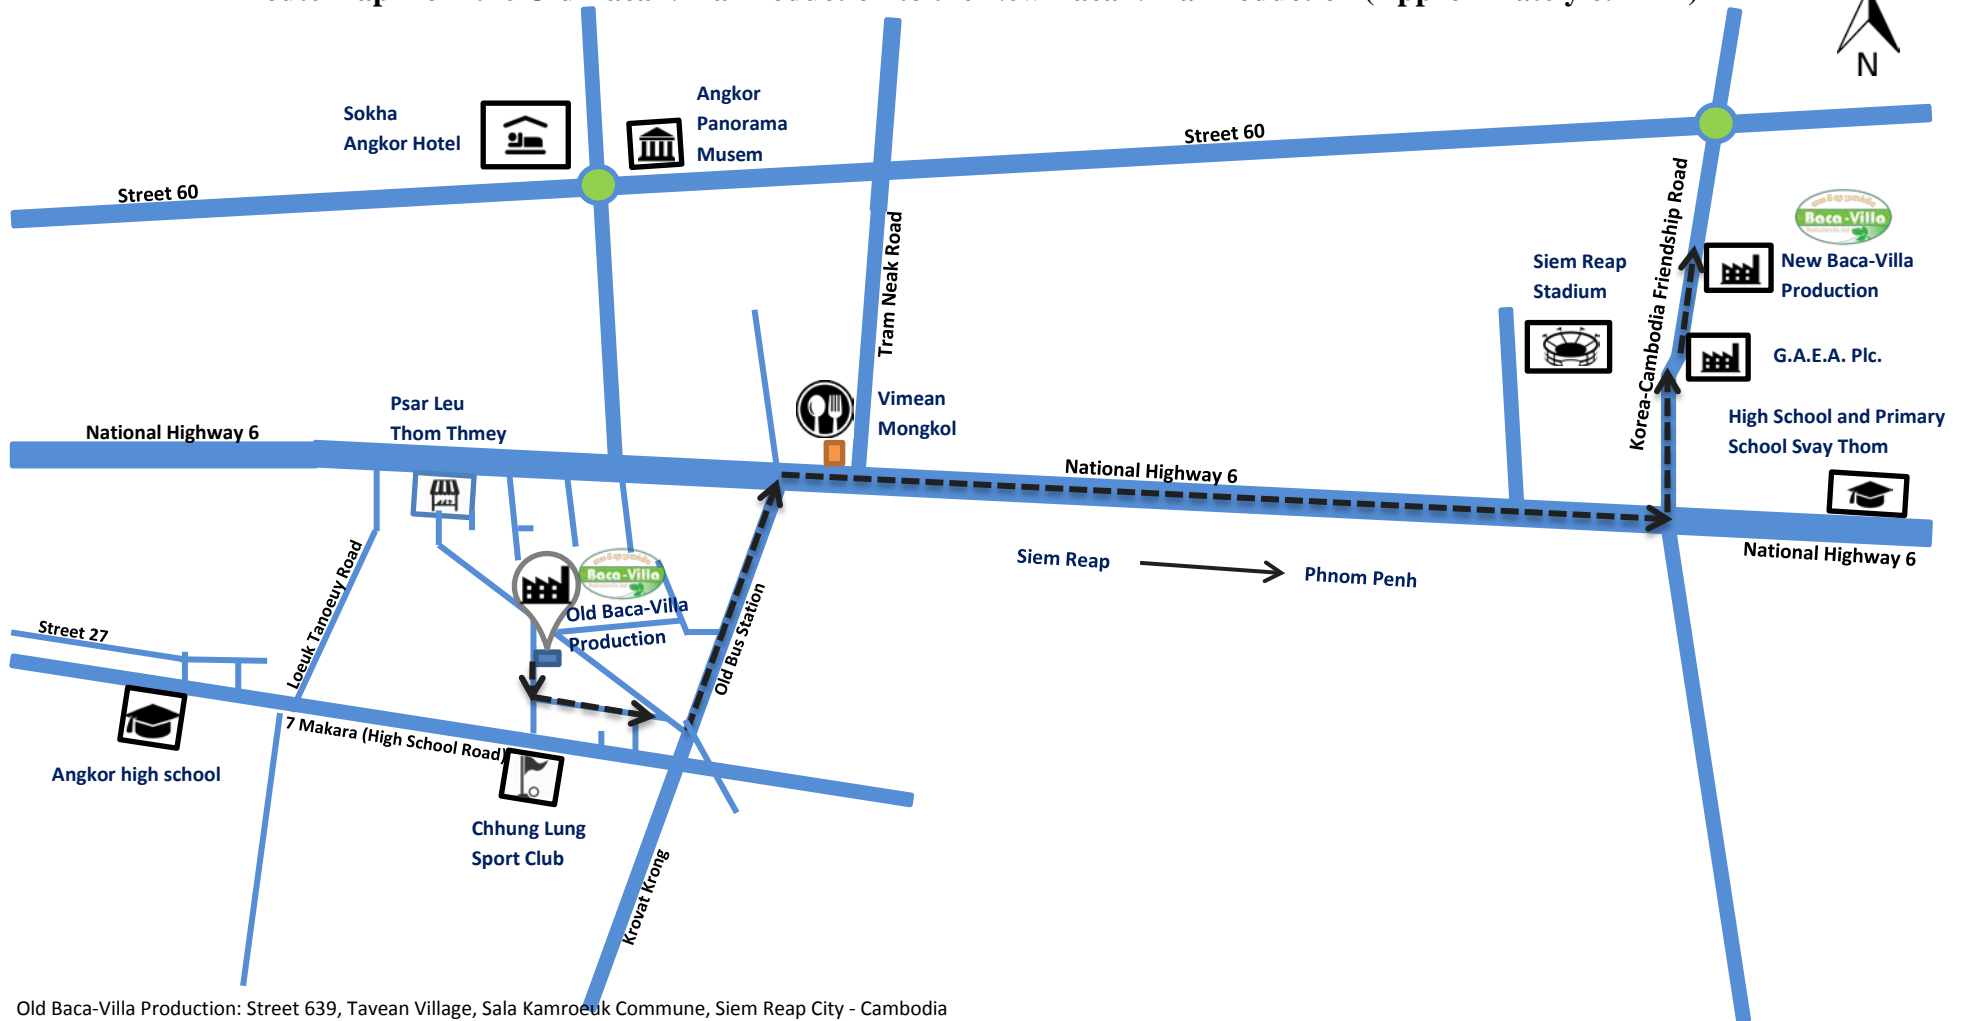 N
Sokha
Angkor Hotel
Angkor
Panorama
Musem
Street 60
Street 60
Korea-Cambodia Friendship Road
Baca-Villa
New Baca-Villa
Production
Siem Reap
Stadium
Tram Neak Road
G.A.E.A. Plc.
Vimean
Mongkol
Psar Leu
Thom Thmey
High School and Primary
School Svay Thom
National Highway 6
National Highway 6
National Highway 6
Siem Reap
Phnom Penh
Baca-Villa
Old Baca-Villa
Production
Loeuk Tanoeuy Road
Old Bus Station
Street 27
7 Makara (High School Road)
Angkor high school
Chhung Lung
Sport Club
Krovat Krong
Old Baca-Villa Production: Street 639, Tavean Village, Sala Kamroeuk Commune, Siem Reap City - Cambodia